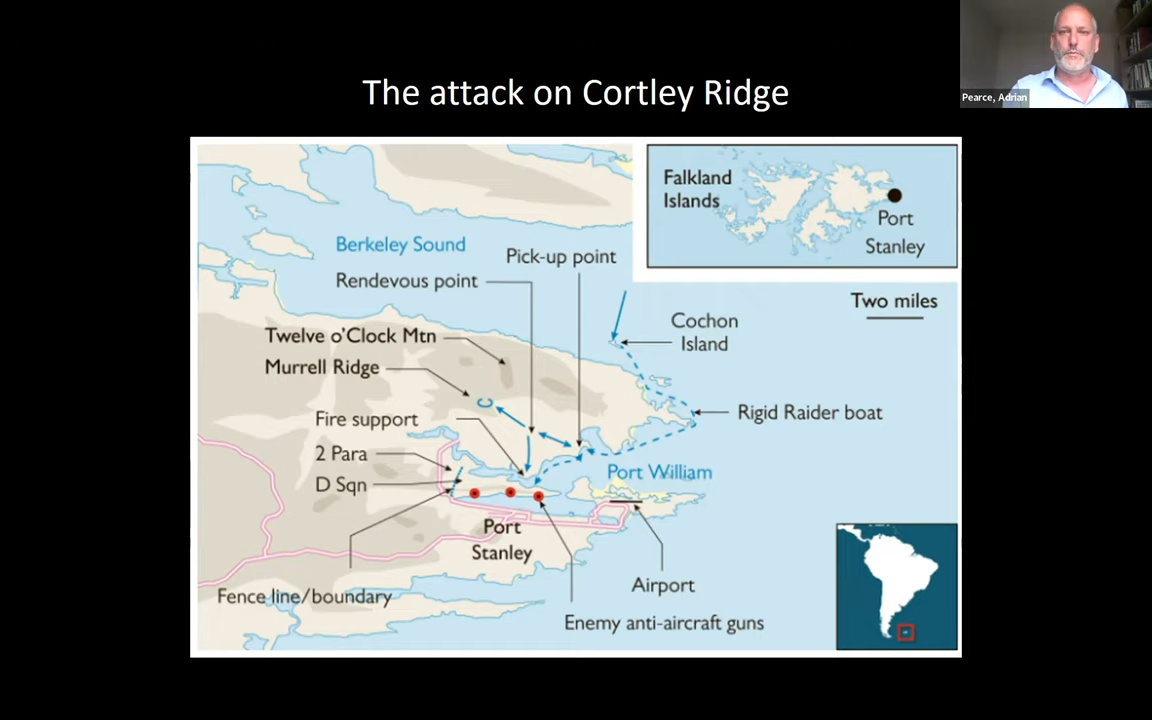 Pearce, Adrian
The attack on Cortley Ridge
Falkland
Islands
Port
Stanley
Berkeley Sound
Pick-up point
Rendevous point
Two miles
Cochon
Island
Twelve o'Clock Mtn
Murrell Ridge
Rigid Raider boat
Fire support
2 Para
Port William
D Sqn
Port
Stanley
Airport
Fence line/boundary
Enemy anti-aircraft guns